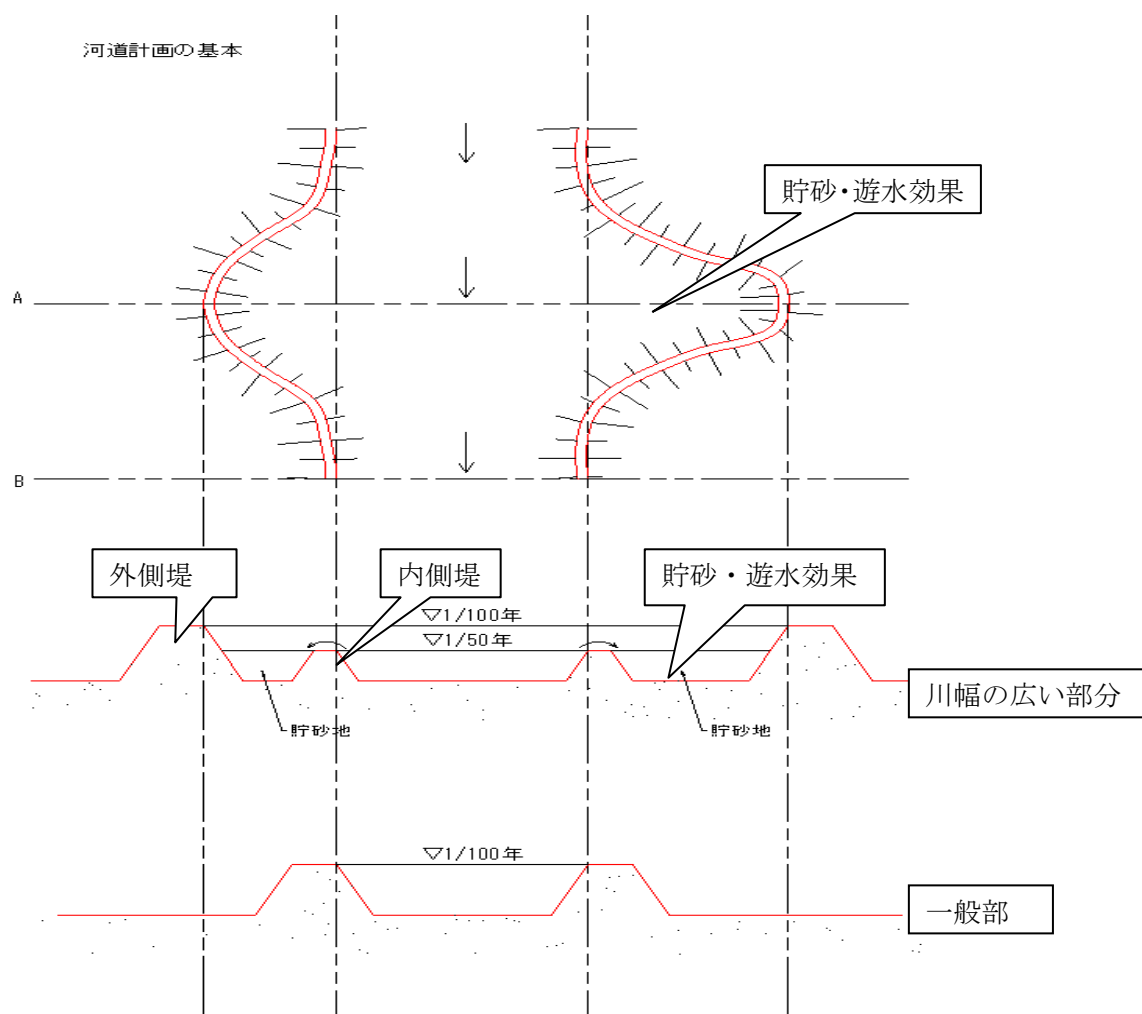 河道計画の基本
貯砂・遊水効果
A
B
外側堤
内側堤
貯砂・遊水効果
▽1/100年
▽1/50年
川幅の広い部分
貯砂地
貯砂地
▽1/100年
一般部